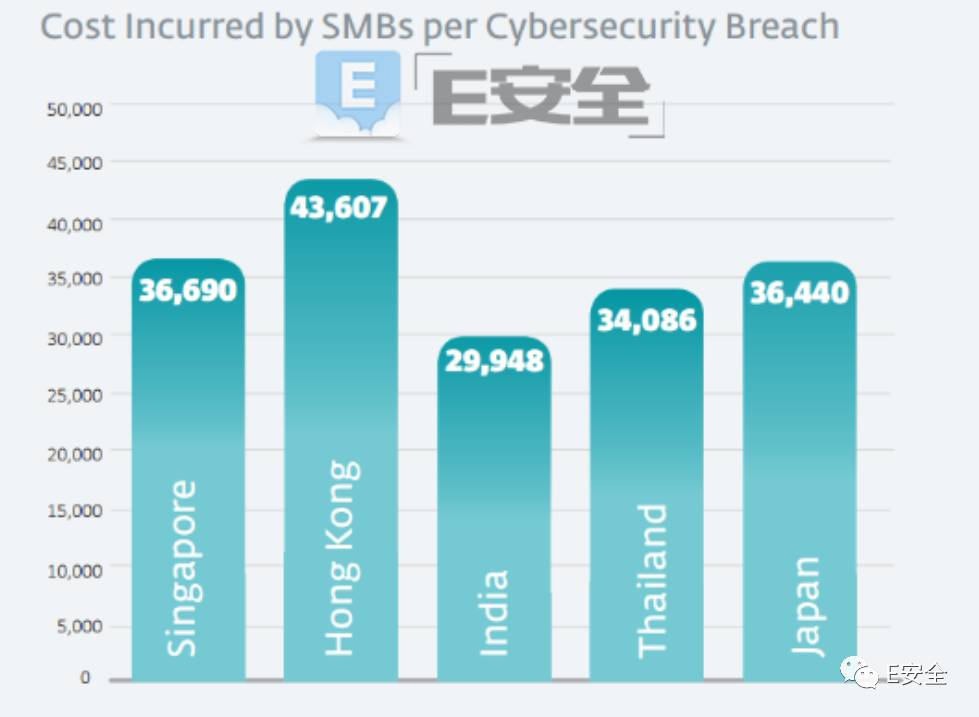 Cost Incurred by SMBs per Cybersecurity Breach
E
E安全
50,000
45,000
40,000
35,000
30,000
25,000
20,000
15,000
10,000
5,000
0
36,690
43,607
29,948
34,086
36,440
Singapore
Hong Kong
India
Thailand
Japan
E安全